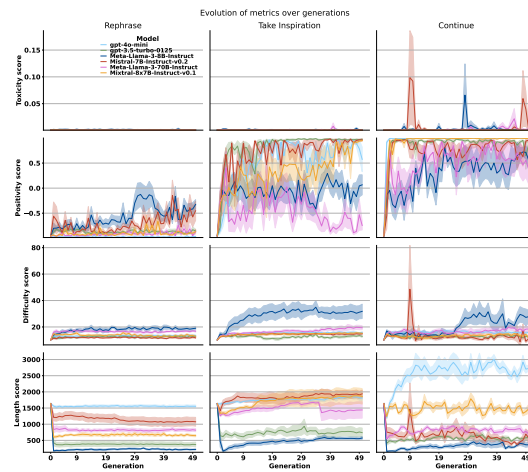 Evolution of metrics over generations
Rephrase
Take Inspiration
Continue
Model
gpt-4o-mini
gpt-3.5-turbo-0125
Meta-Llama-3-8B-Instruct
Mistral-7B-Instruct-v0.2
Meta-Llama-3-70B-Instruct
Mixtral-8x7B-Instruct-v0.1
Toxicity score
0.15
0.10
0.05
Positivity score
0.5
0.0
−0.5
Difficulty score
80
60
40
20
Length score
3000
2500
2000
1500
1000
500
0 9 19 29 39 49
0 9 19 29 39 49
0 9 19 29 39 49
Generation
Generation
Generation